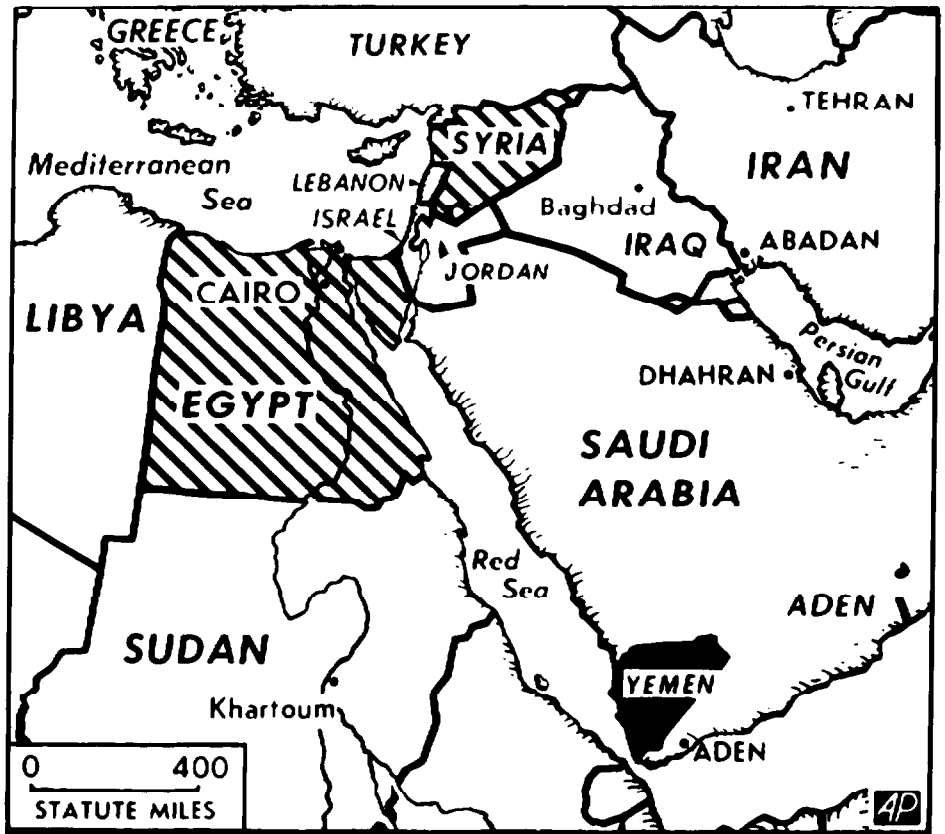 GREECE
TURKEY
TEHRAN
SYRIA
IRAN
Mediterranean
Sea
LEBANON
Baghdad
ISRAEL
IRAQ
ABADAN
JORDAN
CAIRO
LIBYA
Persian
Gulf
DHAHRAN
EGYPT
SAUDI
ARABIA
Red
Sea
ADEN
SUDAN
YEMEN
Khartoum
ADEN
0 400
STATUTE MILES
AP